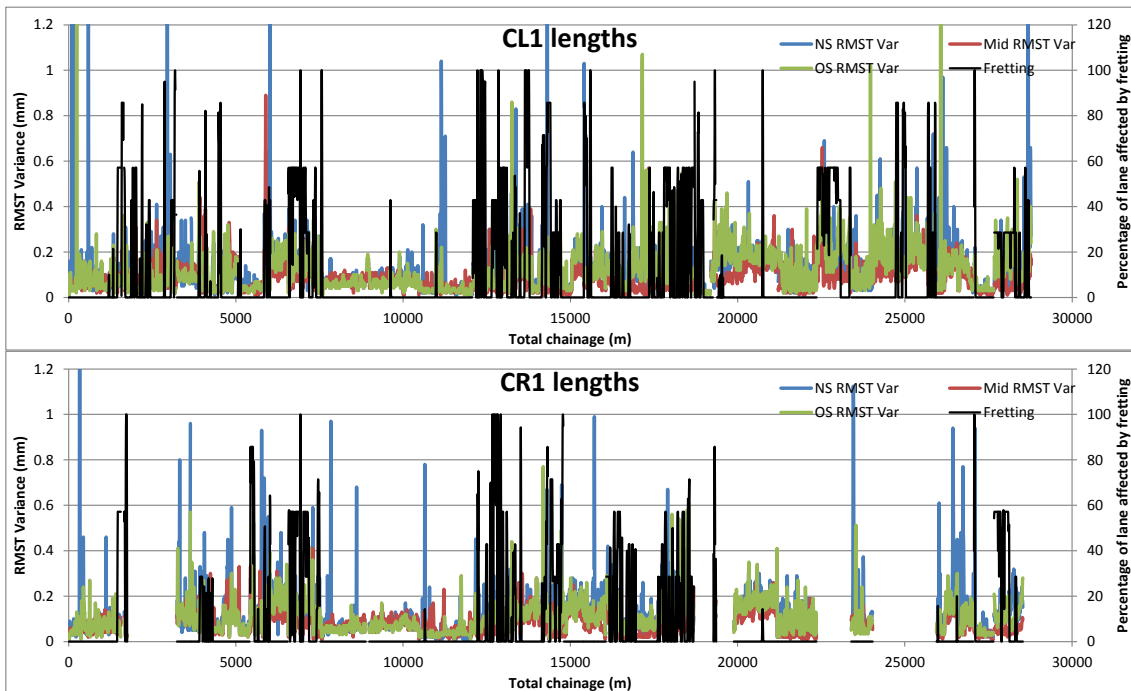 CL1 lengths
NS RMST Var
Mid RMST Var
OS RMST Var
Fretting
RMST Variance (mm)
1.2
1
0.8
0.6
0.4
0.2
0
Percentage of lane affected by fretting
120
100
80
60
40
20
0
0 5000 10000 15000 20000 25000 30000
Total chainage (m)
CR1 lengths
NS RMST Var
Mid RMST Var
OS RMST Var
Fretting
RMST Variance (mm)
1.2
1
0.8
0.6
0.4
0.2
0
Percentage of lane affected by fretting
120
100
80
60
40
20
0
0 5000 10000 15000 20000 25000 30000
Total chainage (m)